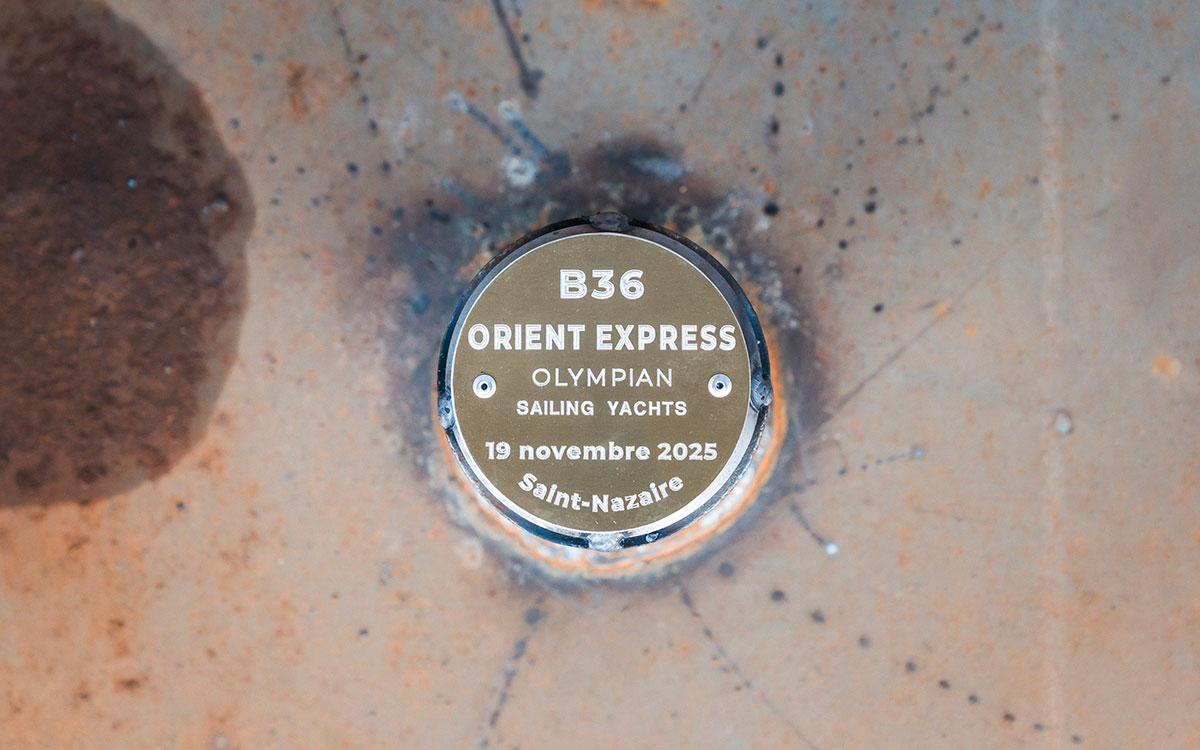 B36
ORIENT EXPRESS
OLYMPIAN
SAILING YACHTS
19 novembre 2025
Saint-Nazaire